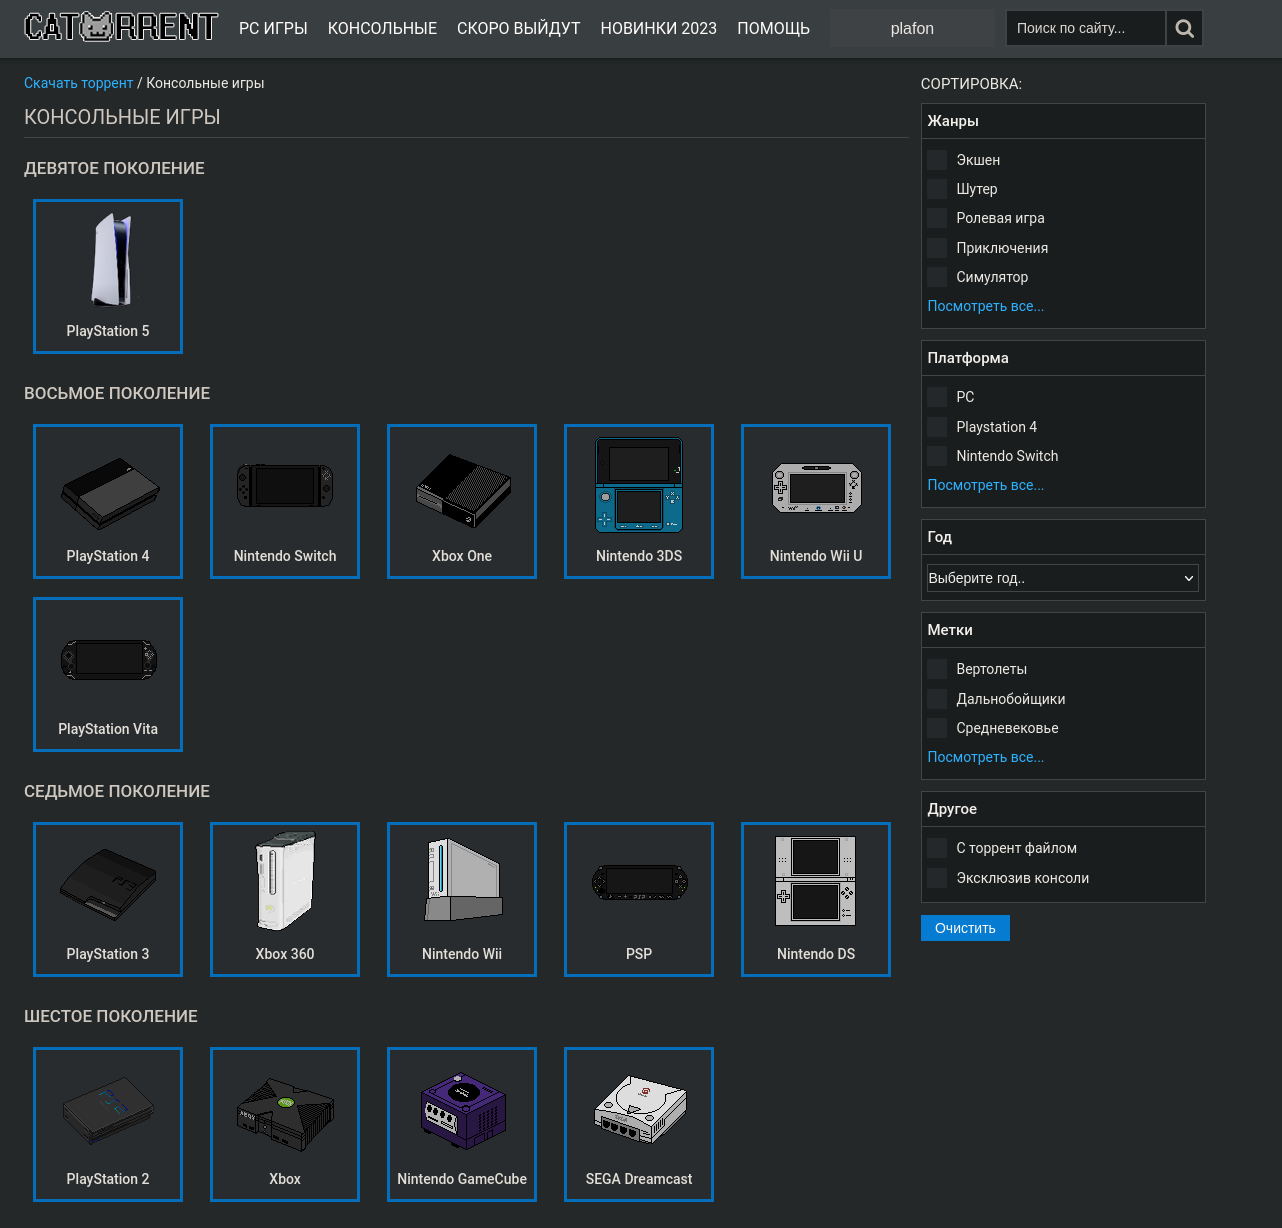 CATORRENT
PC ИГРЫ КОНСОЛЬНЫЕ СКОРО ВЫЙДУТ НОВИНКИ 2023 ПОМОЩЬ plafon Поиск по сайту...
Скачать торрент / Консольные игры
КОНСОЛЬНЫЕ ИГРЫ
ДЕВЯТОЕ ПОКОЛЕНИЕ
PlayStation 5
ВОСЬМОЕ ПОКОЛЕНИЕ
PlayStation 4 Nintendo Switch Xbox One Nintendo 3DS Nintendo Wii U
PlayStation Vita
СЕДЬМОЕ ПОКОЛЕНИЕ
PlayStation 3 Xbox 360 Nintendo Wii PSP Nintendo DS
ШЕСТОЕ ПОКОЛЕНИЕ
PlayStation 2 Xbox Nintendo GameCube SEGA Dreamcast
СОРТИРОВКА:
Жанры
Экшен
Шутер
Ролевая игра
Приключения
Симулятор
Посмотреть все...
Платформа
PC
Playstation 4
Nintendo Switch
Посмотреть все...
Год
Выберите год..
Метки
Вертолеты
Дальнобойщики
Средневековье
Посмотреть все...
Другое
С торрент файлом
Эксклюзив консоли
Очистить